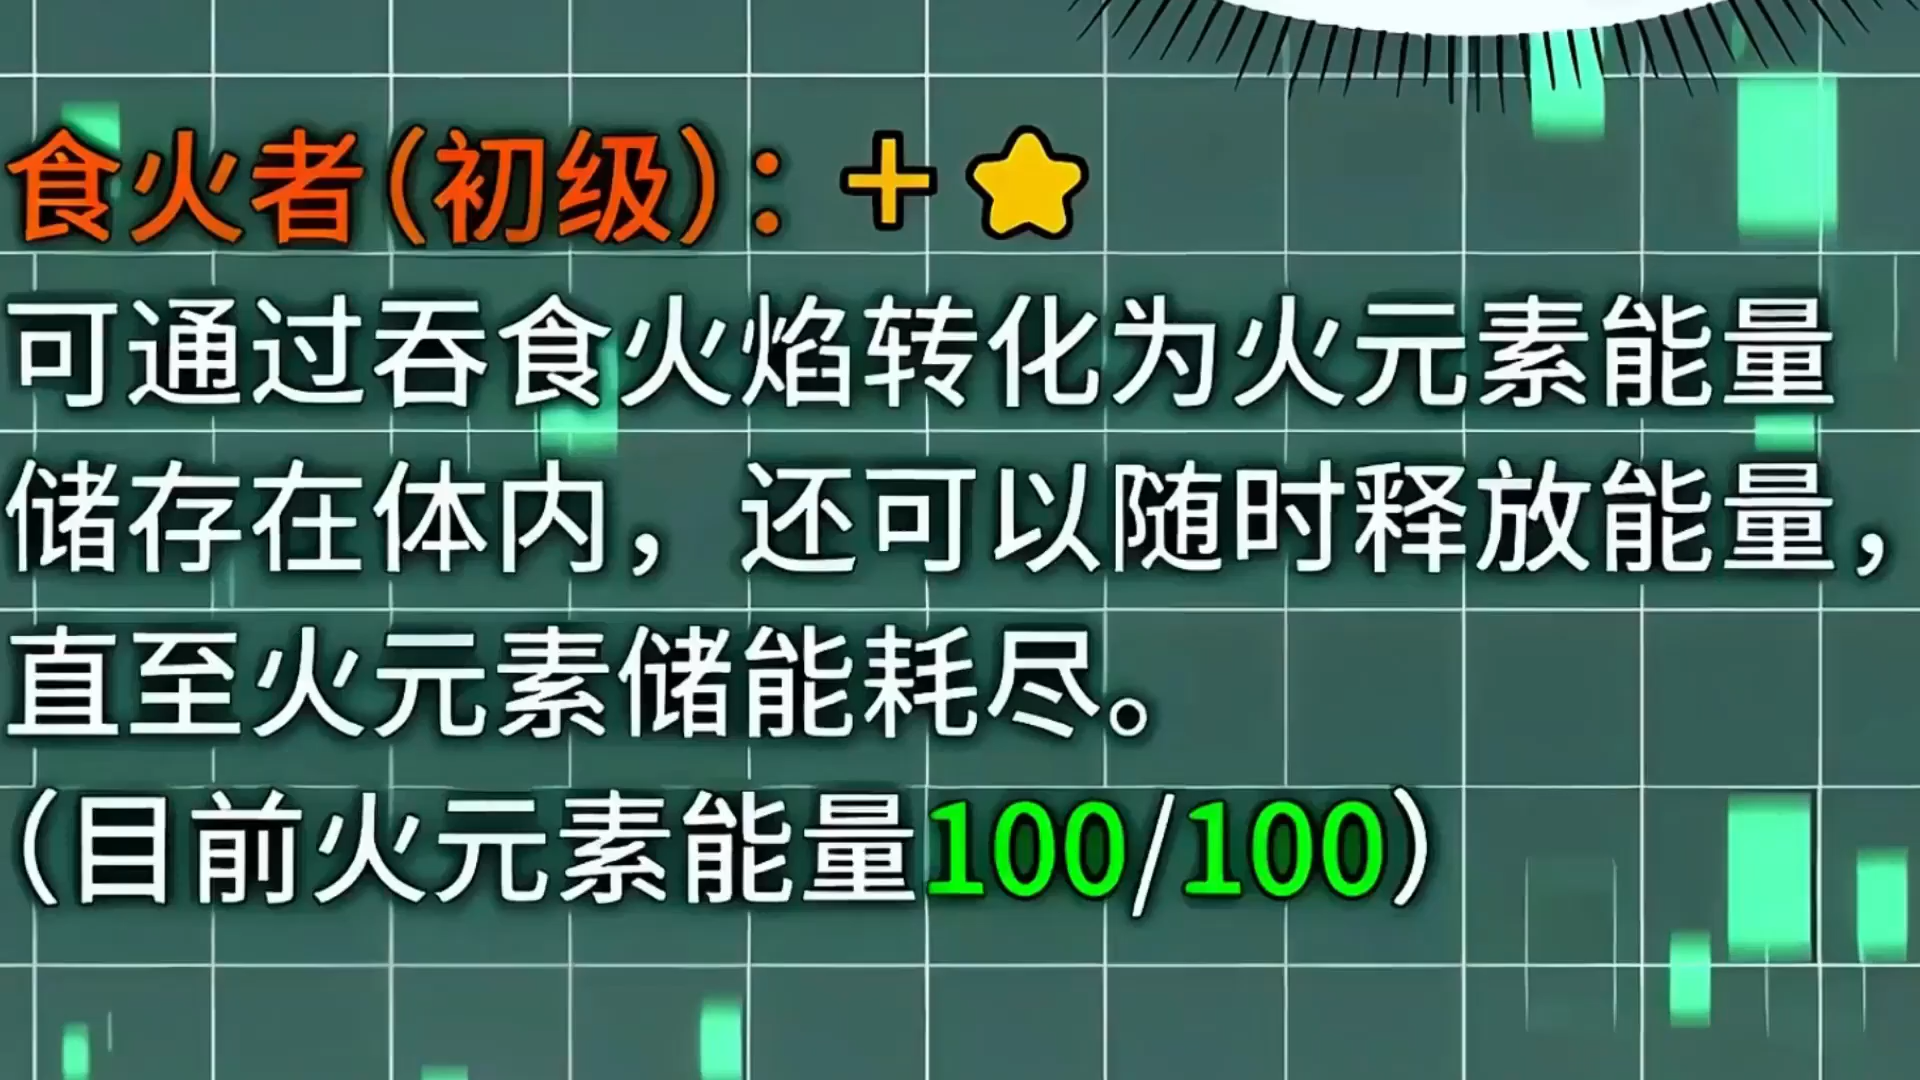 食火者（初级）：+
可通过吞食火焰转化为火元素能量
储存在体内，还可以随时释放能量，
直至火元素储能耗尽。
（目前火元素能量100/100）